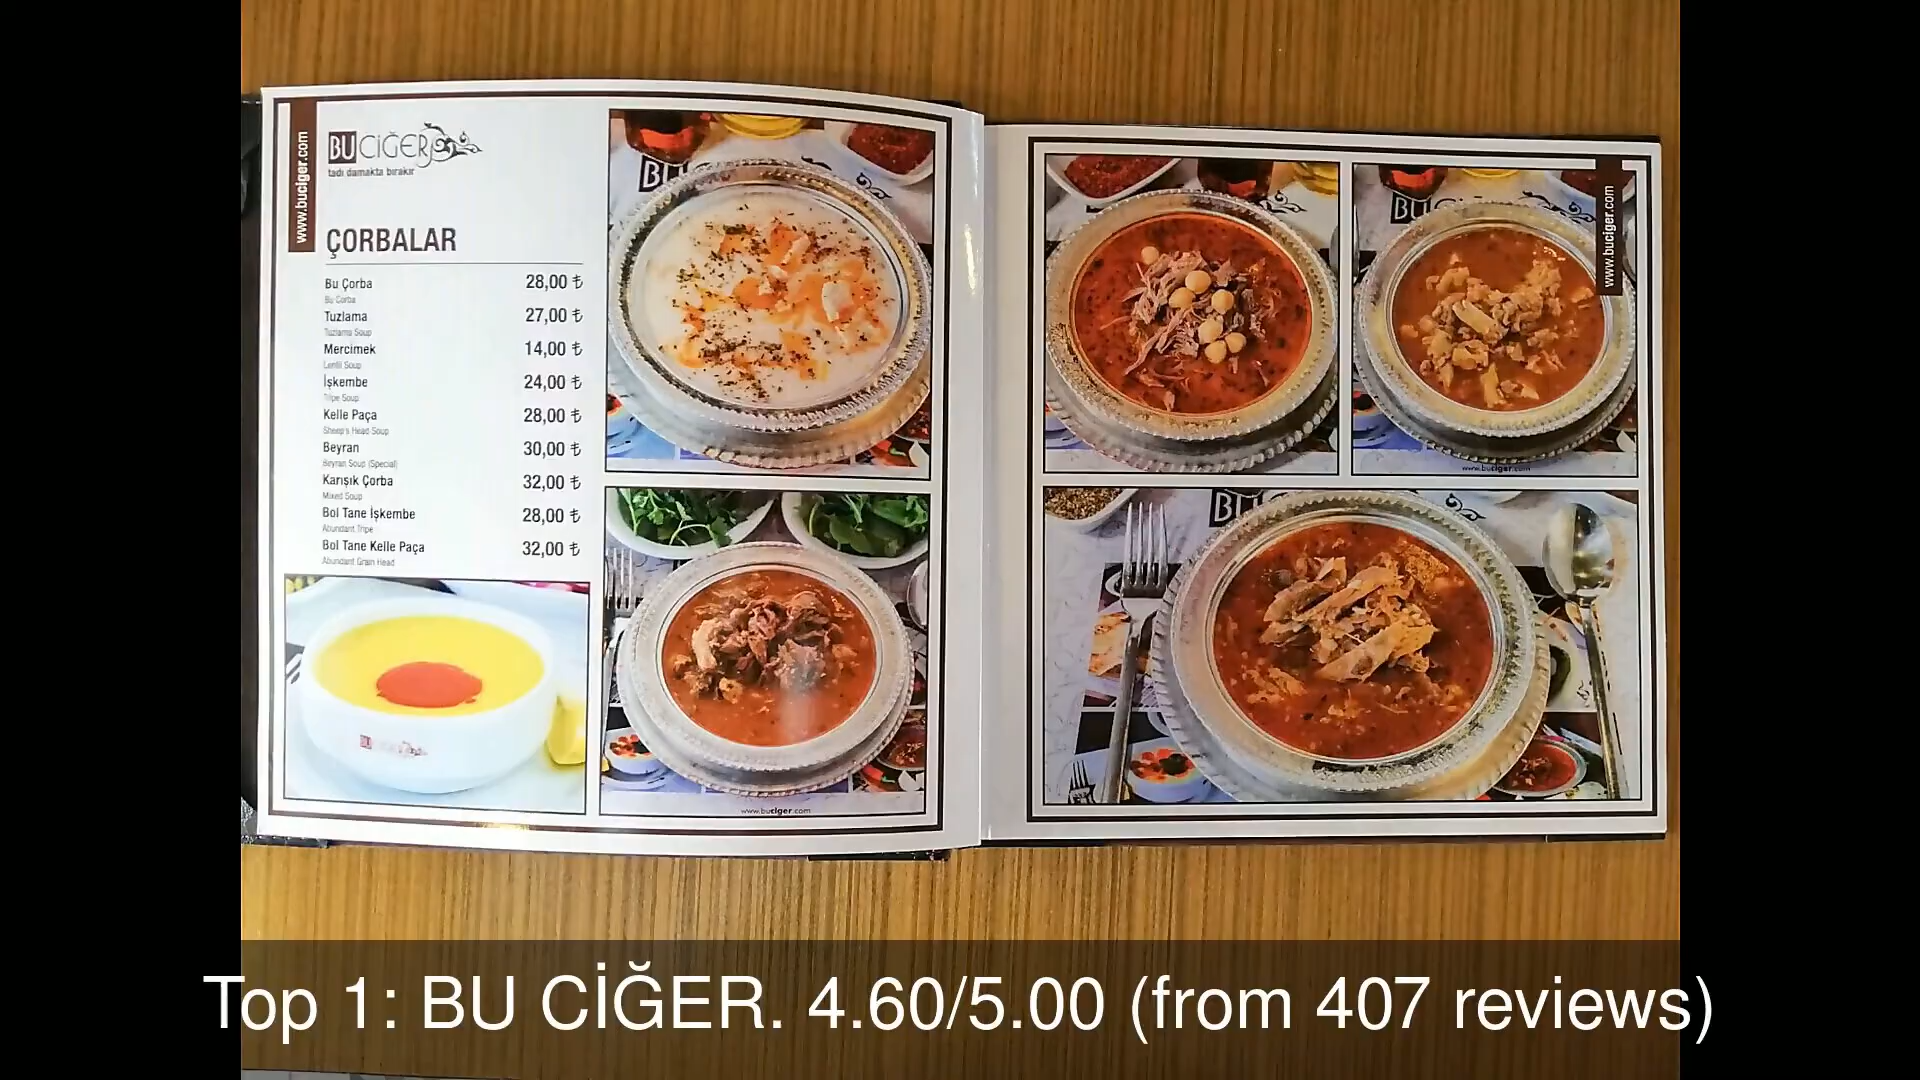 www.buciger.com
BU CİĞER
tadı damakta bırakır
ÇORBALAR
Bu Çorba 28,00 ₺
Bu Corba
Tuzlama 27,00 ₺
Tuzlama Soup
Mercimek 14,00 ₺
Lentil Soup
İşkembe 24,00 ₺
Tripe Soup
Kelle Paça 28,00 ₺
Sheep's Head Soup
Beyran 30,00 ₺
Beyran Soup (Special)
Karışık Çorba 32,00 ₺
Mixed Soup
Bol Tane İşkembe 28,00 ₺
Abundant Tripe
Bol Tane Kelle Paça 32,00 ₺
Abundant Grain Head
BU
www.buciger.com
BU
www.buciger.com
www.buciger.com
BU
Top 1: BU CİĞER. 4.60/5.00 (from 407 reviews)